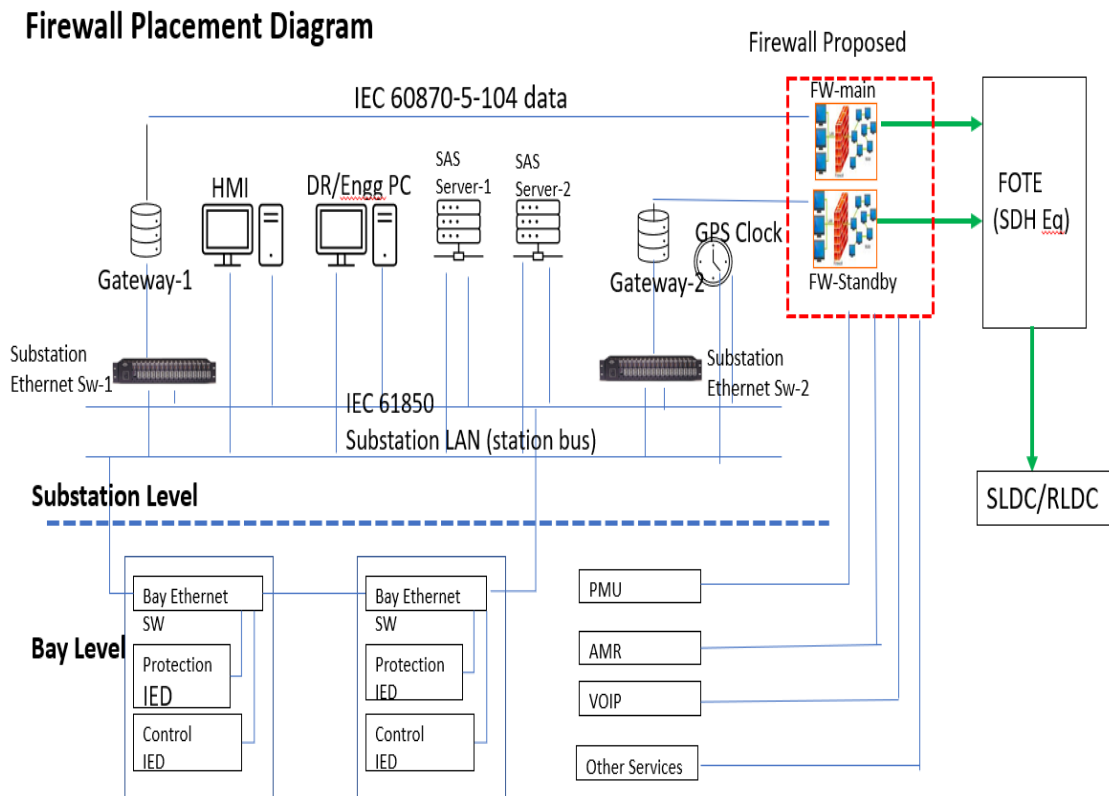 Firewall Placement Diagram
Firewall Proposed
IEC 60870-5-104 data
FW-main
HMI
DR/Engg PC
SAS
Server-1
SAS
Server-2
FOTE
(SDH Eq)
GPS Clock
Gateway-1
Gateway-2
FW-Standby
Substation
Ethernet Sw-1
Substation
Ethernet Sw-2
IEC 61850
Substation LAN (station bus)
Substation Level
SLDC/RLDC
Bay Level
Bay Ethernet
SW
Protection
IED
Control
IED
Bay Ethernet
SW
Protection
IED
Control
IED
PMU
AMR
VOIP
Other Services